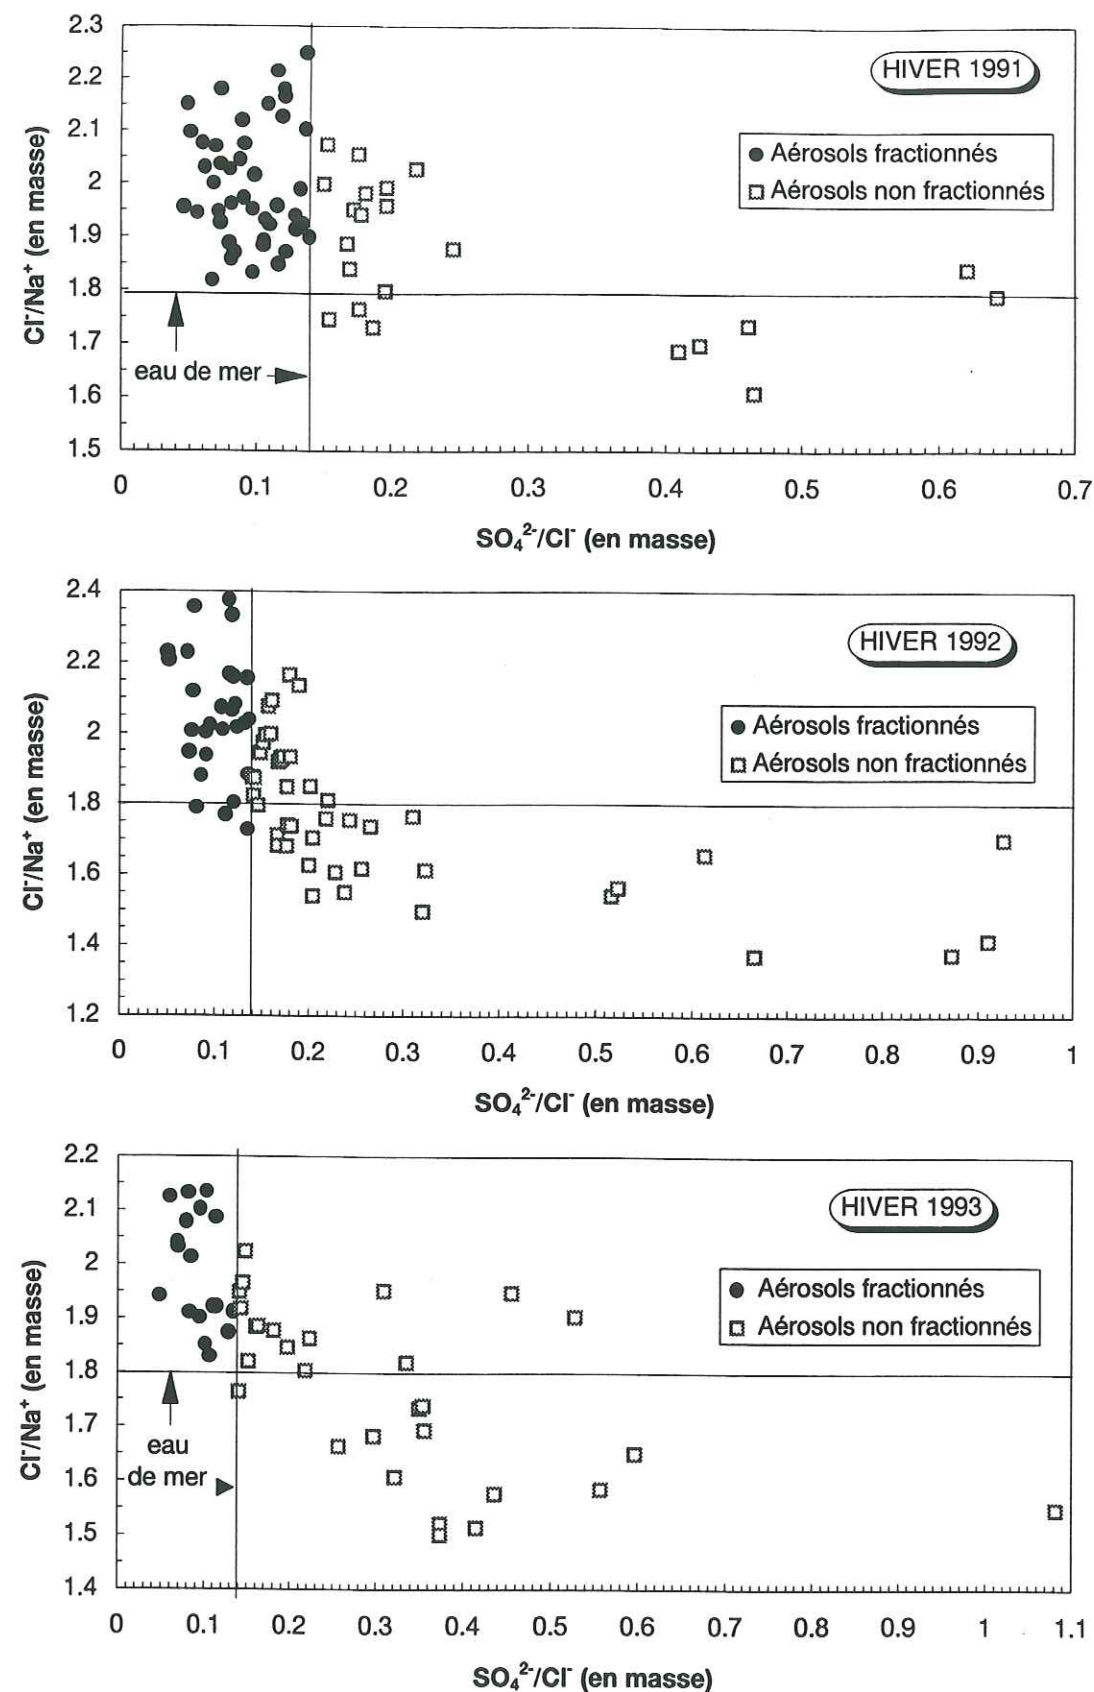 2.3
2.2
2.1
2
1.9
1.8
1.7
1.6
1.5
Cl⁻/Na⁺ (en masse)
HIVER 1991
Aérosols fractionnés
Aérosols non fractionnés
eau de mer
0 0.1 0.2 0.3 0.4 0.5 0.6 0.7
SO₄²⁻/Cl⁻ (en masse)
2.4
2.2
2
1.8
1.6
1.4
1.2
Cl⁻/Na⁺ (en masse)
HIVER 1992
Aérosols fractionnés
Aérosols non fractionnés
0 0.1 0.2 0.3 0.4 0.5 0.6 0.7 0.8 0.9 1
SO₄²⁻/Cl⁻ (en masse)
2.2
2.1
2
1.9
1.8
1.7
1.6
1.5
1.4
Cl⁻/Na⁺ (en masse)
HIVER 1993
Aérosols fractionnés
Aérosols non fractionnés
eau
de mer
0 0.1 0.2 0.3 0.4 0.5 0.6 0.7 0.8 0.9 1 1.1
SO₄²⁻/Cl⁻ (en masse)